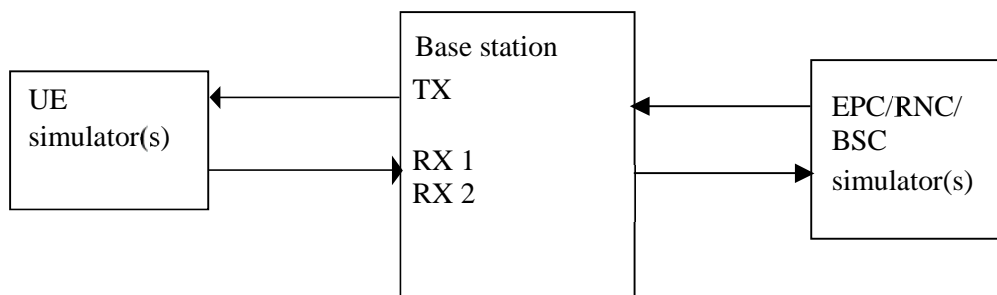 UE
simulator(s)
Base station
TX
RX 1
RX 2
EPC/RNC/
BSC
simulator(s)